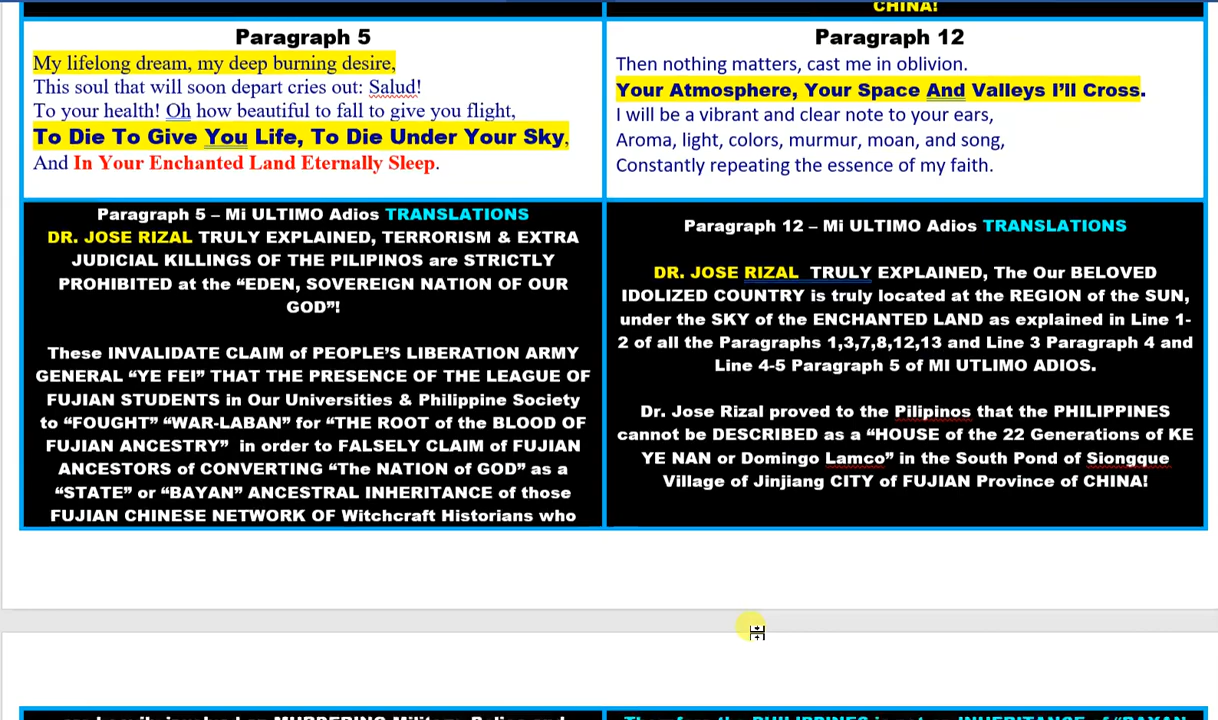 CHINA!
Paragraph 5
My lifelong dream, my deep burning desire,
This soul that will soon depart cries out: Salud!
To your health! Oh how beautiful to fall to give you flight,
To Die To Give You Life, To Die Under Your Sky,
And In Your Enchanted Land Eternally Sleep.
Paragraph 12
Then nothing matters, cast me in oblivion.
Your Atmosphere, Your Space And Valleys I’ll Cross.
I will be a vibrant and clear note to your ears,
Aroma, light, colors, murmur, moan, and song,
Constantly repeating the essence of my faith.
Paragraph 5 – Mi ULTIMO Adios TRANSLATIONS
DR. JOSE RIZAL TRULY EXPLAINED, TERRORISM & EXTRA
JUDICIAL KILLINGS OF THE PILIPINOS are STRICTLY
PROHIBITED at the “EDEN, SOVEREIGN NATION OF OUR
GOD”!
These INVALIDATE CLAIM of PEOPLE’S LIBERATION ARMY
GENERAL “YE FEI” THAT THE PRESENCE OF THE LEAGUE OF
FUJIAN STUDENTS in Our Universities & Philippine Society
to “FOUGHT” “WAR-LABAN” for “THE ROOT of the BLOOD OF
FUJIAN ANCESTRY” in order to FALSELY CLAIM of FUJIAN
ANCESTORS of CONVERTING “The NATION of GOD” as a
“STATE” or “BAYAN” ANCESTRAL INHERITANCE of those
FUJIAN CHINESE NETWORK OF Witchcraft Historians who
Paragraph 12 – Mi ULTIMO Adios TRANSLATIONS
DR. JOSE RIZAL TRULY EXPLAINED, The Our BELOVED
IDOLIZED COUNTRY is truly located at the REGION of the SUN,
under the SKY of the ENCHANTED LAND as explained in Line 1-
2 of all the Paragraphs 1,3,7,8,12,13 and Line 3 Paragraph 4 and
Line 4-5 Paragraph 5 of MI UTLIMO ADIOS.
Dr. Jose Rizal proved to the Pilipinos that the PHILIPPINES
cannot be DESCRIBED as a “HOUSE of the 22 Generations of KE
YE NAN or Domingo Lamco” in the South Pond of Siongque
Village of Jinjiang CITY of FUJIAN Province of CHINA!